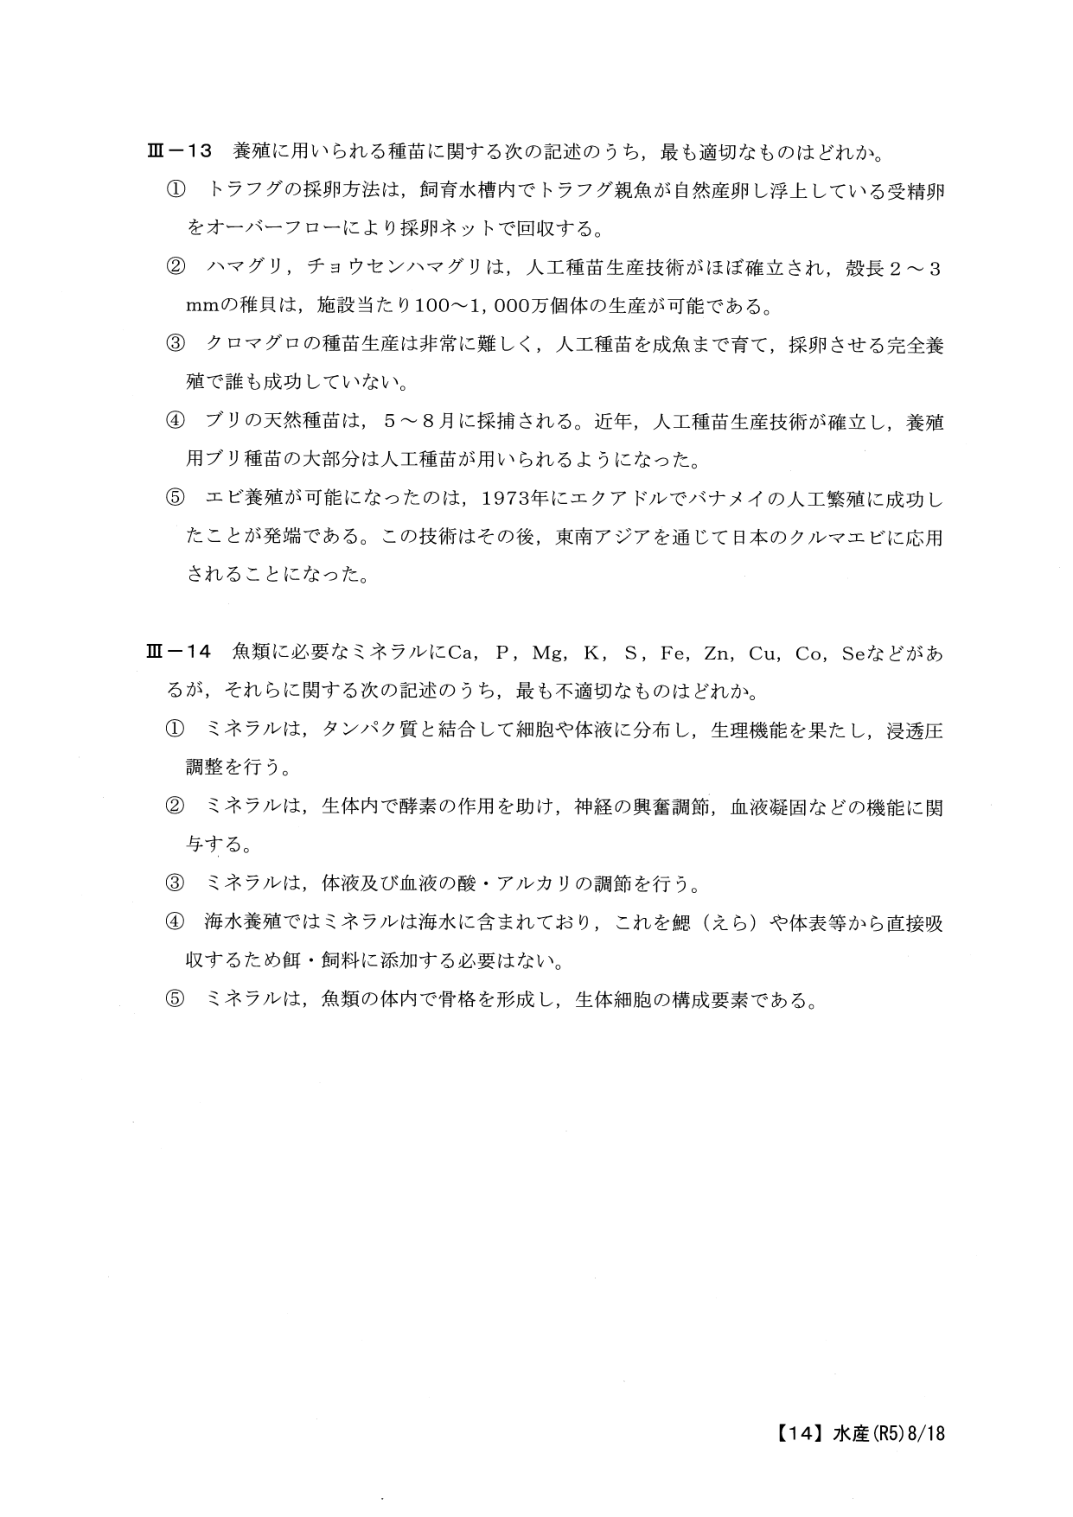 Ⅲ－13　養殖に用いられる種苗に関する次の記述のうち，最も適切なものはどれか。
①　トラフグの採卵方法は，飼育水槽内でトラフグ親魚が自然産卵し浮上している受精卵
をオーバーフローにより採卵ネットで回収する。
②　ハマグリ，チョウセンハマグリは，人工種苗生産技術がほぼ確立され，殻長２～３
mmの稚貝は，施設当たり100～1,000万個体の生産が可能である。
③　クロマグロの種苗生産は非常に難しく，人工種苗を成魚まで育て，採卵させる完全養
殖で誰も成功していない。
④　ブリの天然種苗は，５～８月に採捕される。近年，人工種苗生産技術が確立し，養殖
用ブリ種苗の大部分は人工種苗が用いられるようになった。
⑤　エビ養殖が可能になったのは，1973年にエクアドルでバナメイの人工繁殖に成功し
たことが発端である。この技術はその後，東南アジアを通じて日本のクルマエビに応用
されることになった。
Ⅲ－14　魚類に必要なミネラルにCa，P，Mg，K，S，Fe，Zn，Cu，Co，Seなどがあ
るが，それらに関する次の記述のうち，最も不適切なものはどれか。
①　ミネラルは，タンパク質と結合して細胞や体液に分布し，生理機能を果たし，浸透圧
調整を行う。
②　ミネラルは，生体内で酵素の作用を助け，神経の興奮調節，血液凝固などの機能に関
与する。
③　ミネラルは，体液及び血液の酸・アルカリの調節を行う。
④　海水養殖ではミネラルは海水に含まれており，これを鰓（えら）や体表等から直接吸
収するため餌・飼料に添加する必要はない。
⑤　ミネラルは，魚類の体内で骨格を形成し，生体細胞の構成要素である。
【14】水産(R5)8/18